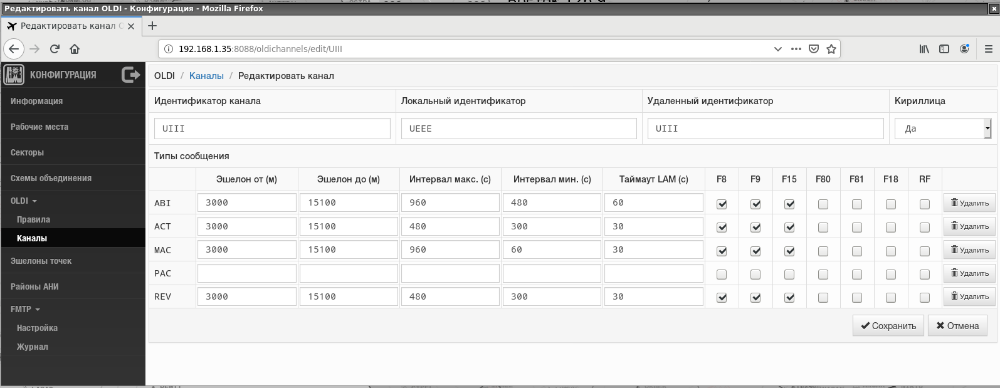 Редактировать канал OLDI - Конфигурация - Mozilla Firefox
Редактировать канал
192.168.1.35:8088/oldichannels/edit/UIII
КОНФИГУРАЦИЯ
Информация
Рабочие места
Секторы
Схемы объединения
OLDI
Правила
Каналы
Эшелоны точек
Районы АНИ
FMTP
Настройка
Журнал
OLDI / Каналы / Редактировать канал
Идентификатор канала Локальный идентификатор Удаленный идентификатор Кириллица
UIII UEEE UIII Да
Типы сообщения
Эшелон от (м) Эшелон до (м) Интервал макс. (с) Интервал мин. (с) Таймаут LAM (с) F8 F9 F15 F80 F81 F18 RF
ABI 3000 15100 960 480 60 Удалить
ACT 3000 15100 480 300 30 Удалить
MAC 3000 15100 960 60 30 Удалить
PAC Удалить
REV 3000 15100 480 300 30 Удалить
Сохранить Отмена